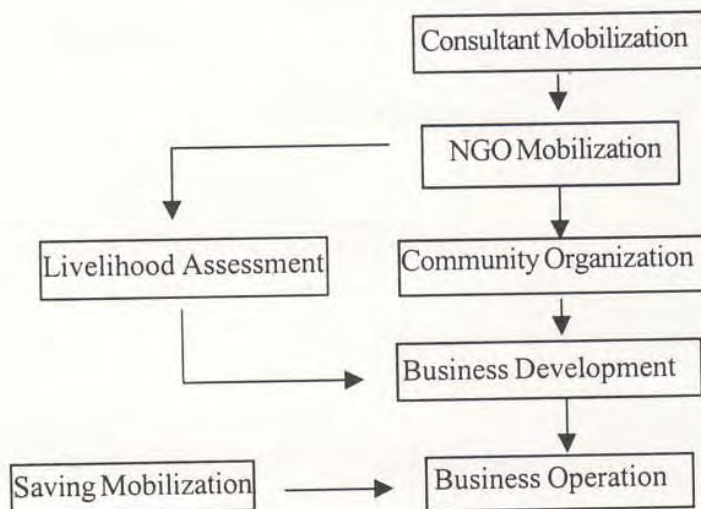 Consultant Mobilization
NGO Mobilization
Livelihood Assessment
Community Organization
Business Development
Saving Mobilization
Business Operation